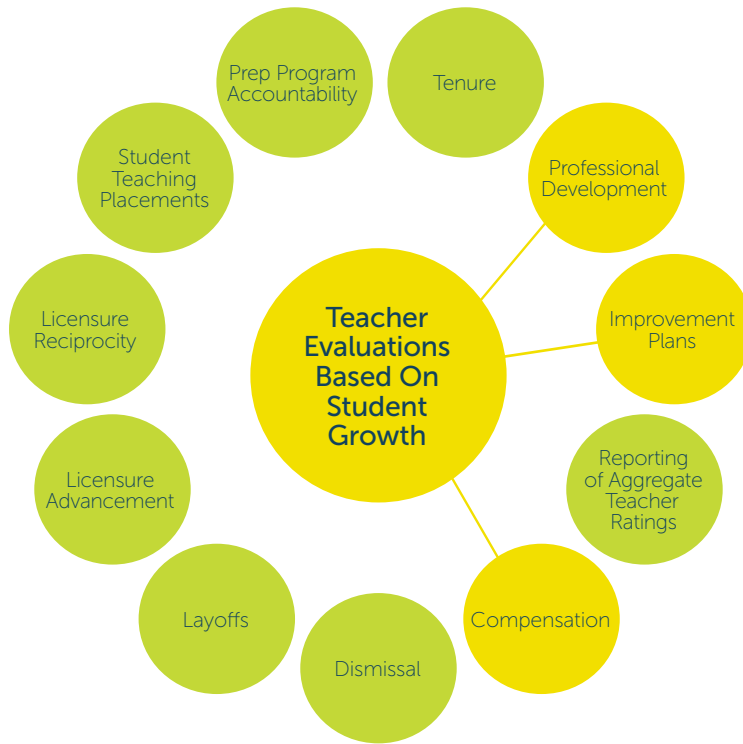 Prep Program
Accountability
Tenure
Student
Teaching
Placements
Professional
Development
Licensure
Reciprocity
Teacher
Evaluations
Based On
Student
Growth
Improvement
Plans
Licensure
Advancement
Reporting
of Aggregate
Teacher
Ratings
Layoffs
Compensation
Dismissal